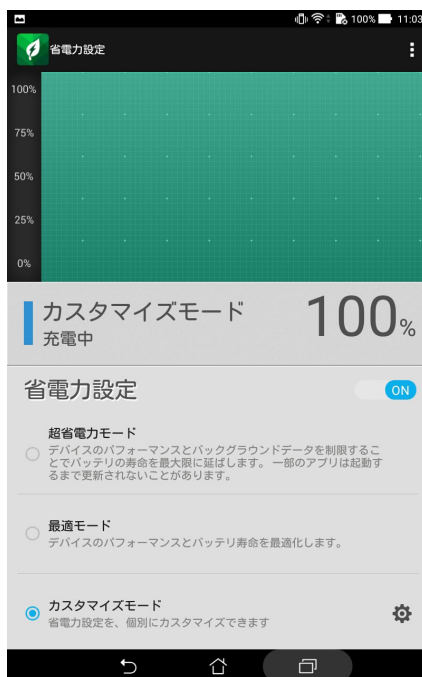 100% 11:03
省電力設定
100%
75%
50%
25%
0%
カスタマイズモード
100%
充電中
省電力設定
ON
超省電力モード
デバイスのパフォーマンスとバックグラウンドデータを制限するこ
とでバッテリの寿命を最大限に延ばします。 一部のアプリは起動す
るまで更新されないことがあります。
最適モード
デバイスのパフォーマンスとバッテリ寿命を最適化します。
カスタマイズモード
省電力設定を、個別にカスタマイズできます